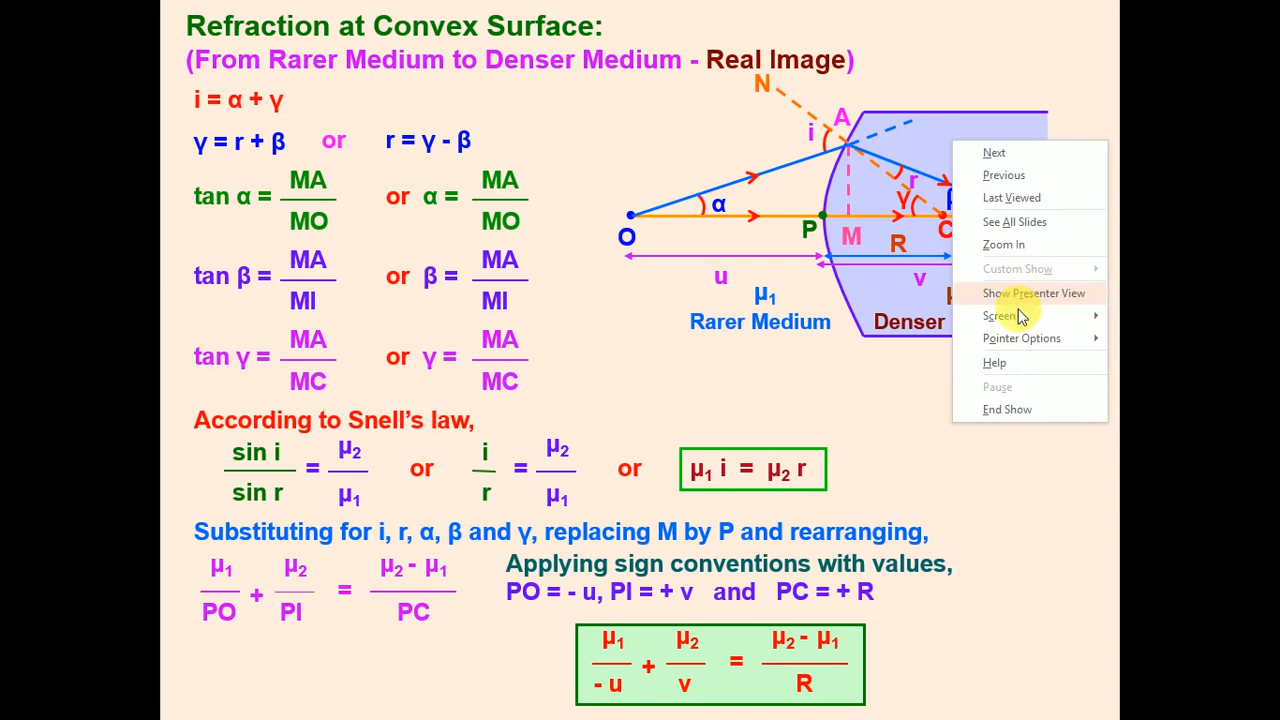 Refraction at Convex Surface:
(From Rarer Medium to Denser Medium - Real Image)
i = α + γ
γ = r + β or r = γ - β
tan α = MA / MO or α = MA / MO
tan β = MA / MI or β = MA / MI
tan γ = MA / MC or γ = MA / MC
N
A
i
r
α
γ
β
O
P
M
R
C
u
v
μ₁
Rarer Medium
Denser
Next
Previous
Last Viewed
See All Slides
Zoom In
Custom Show
Show Presenter View
Screen
Pointer Options
Help
Pause
End Show
According to Snell's law,
sin i / sin r = μ₂ / μ₁ or i / r = μ₂ / μ₁ or μ₁ i = μ₂ r
Substituting for i, r, α, β and γ, replacing M by P and rearranging,
μ₁ / PO + μ₂ / PI = μ₂ - μ₁ / PC
Applying sign conventions with values,
PO = - u, PI = + v and PC = + R
μ₁ / - u + μ₂ / v = μ₂ - μ₁ / R